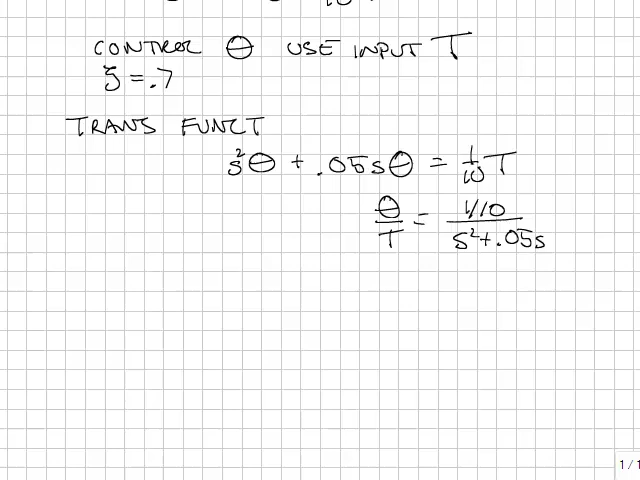 CONTROL θ USE INPUT T
ζ = .7
TRANS FUNCT
s²θ + .05sθ = 1/10 T
θ/T = 1/10 / s²+.05s
1/1